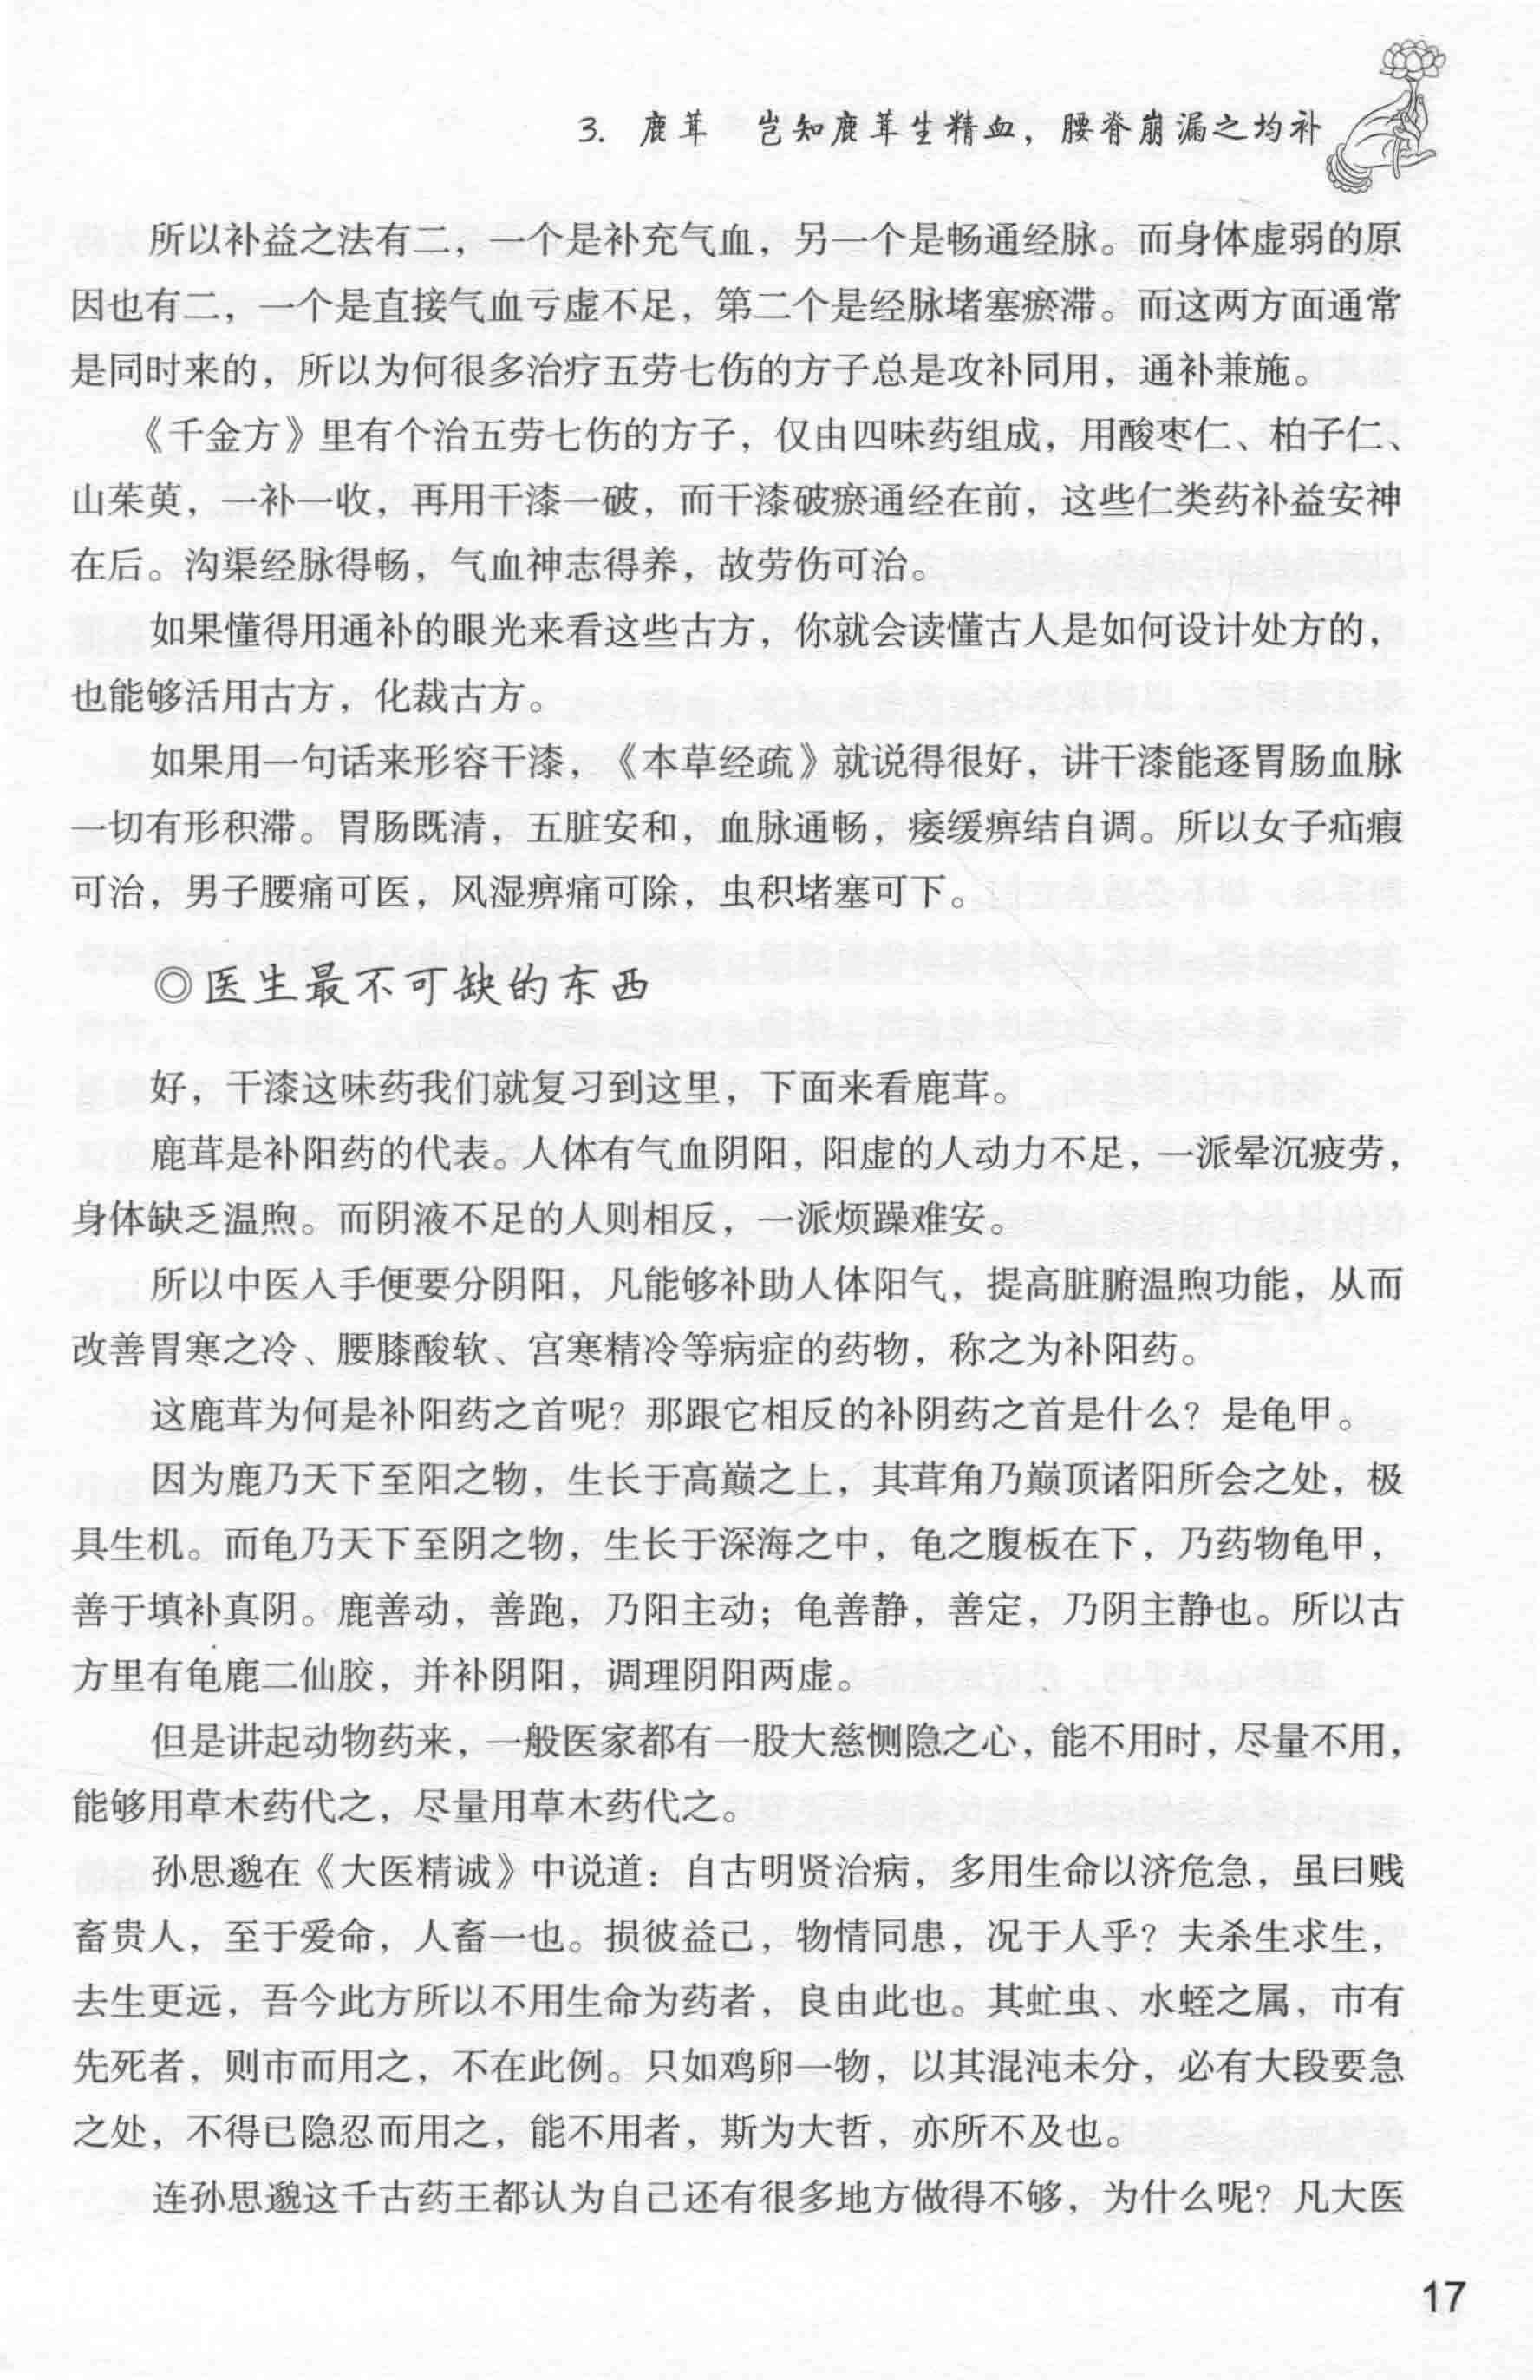 3. 鹿茸 岂知鹿茸生精血，腰脊崩漏之均补
所以补益之法有二，一个是补充气血，另一个是畅通经脉。而身体虚弱的原
因也有二，一个是直接气血亏虚不足，第二个是经脉堵塞瘀滞。而这两方面通常
是同时来的，所以为何很多治疗五劳七伤的方子总是攻补同用，通补兼施。
《千金方》里有个治五劳七伤的方子，仅由四味药组成，用酸枣仁、柏子仁、
山茱萸，一补一收，再用干漆一破，而干漆破瘀通经在前，这些仁类药补益安神
在后。沟渠经脉得畅，气血神志得养，故劳伤可治。
如果懂得用通补的眼光来看这些古方，你就会读懂古人是如何设计处方的，
也能够活用古方，化裁古方。
如果用一句话来形容干漆，《本草经疏》就说得很好，讲干漆能逐胃肠血脉
一切有形积滞。胃肠既清，五脏安和，血脉通畅，痿缓痹结自调。所以女子疝瘕
可治，男子腰痛可医，风湿痹痛可除，虫积堵塞可下。
◎医生最不可缺的东西
好，干漆这味药我们就复习到这里，下面来看鹿茸。
鹿茸是补阳药的代表。人体有气血阴阳，阳虚的人动力不足，一派晕沉疲劳，
身体缺乏温煦。而阴液不足的人则相反，一派烦躁难安。
所以中医入手便要分阴阳，凡能够补助人体阳气，提高脏腑温煦功能，从而
改善胃寒之冷、腰膝酸软、宫寒精冷等病症的药物，称之为补阳药。
这鹿茸为何是补阳药之首呢？那跟它相反的补阴药之首是什么？是龟甲。
因为鹿乃天下至阳之物，生长于高巅之上，其茸角乃巅顶诸阳所会之处，极
具生机。而龟乃天下至阴之物，生长于深海之中，龟之腹板在下，乃药物龟甲，
善于填补真阴。鹿善动，善跑，乃阳主动；龟善静，善定，乃阴主静也。所以古
方里有龟鹿二仙胶，并补阴阳，调理阴阳两虚。
但是讲起动物药来，一般医家都有一股大慈恻隐之心，能不用时，尽量不用，
能够用草木药代之，尽量用草木药代之。
孙思邈在《大医精诚》中说道：自古明贤治病，多用生命以济危急，虽曰贱
畜贵人，至于爱命，人畜一也。损彼益己，物情同患，况于人乎？夫杀生求生，
去生更远，吾今此方所以不用生命为药者，良由此也。其虻虫、水蛭之属，市有
先死者，则市而用之，不在此例。只如鸡卵一物，以其混沌未分，必有大段要急
之处，不得已隐忍而用之，能不用者，斯为大哲，亦所不及也。
连孙思邈这千古药王都认为自己还有很多地方做得不够，为什么呢？凡大医
17